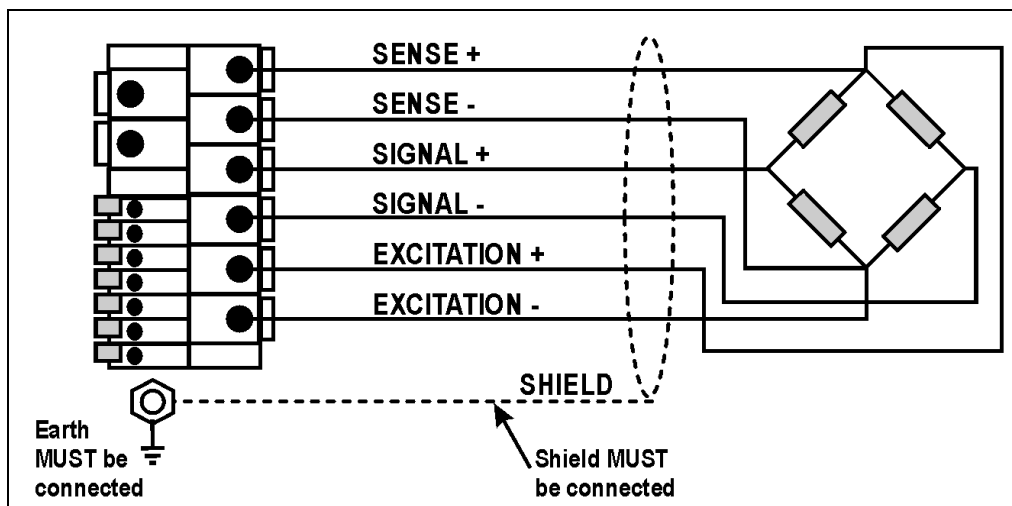 SENSE +
SENSE -
SIGNAL +
SIGNAL -
EXCITATION +
EXCITATION -
SHIELD
Earth
MUST be
connected
Shield MUST
be connected